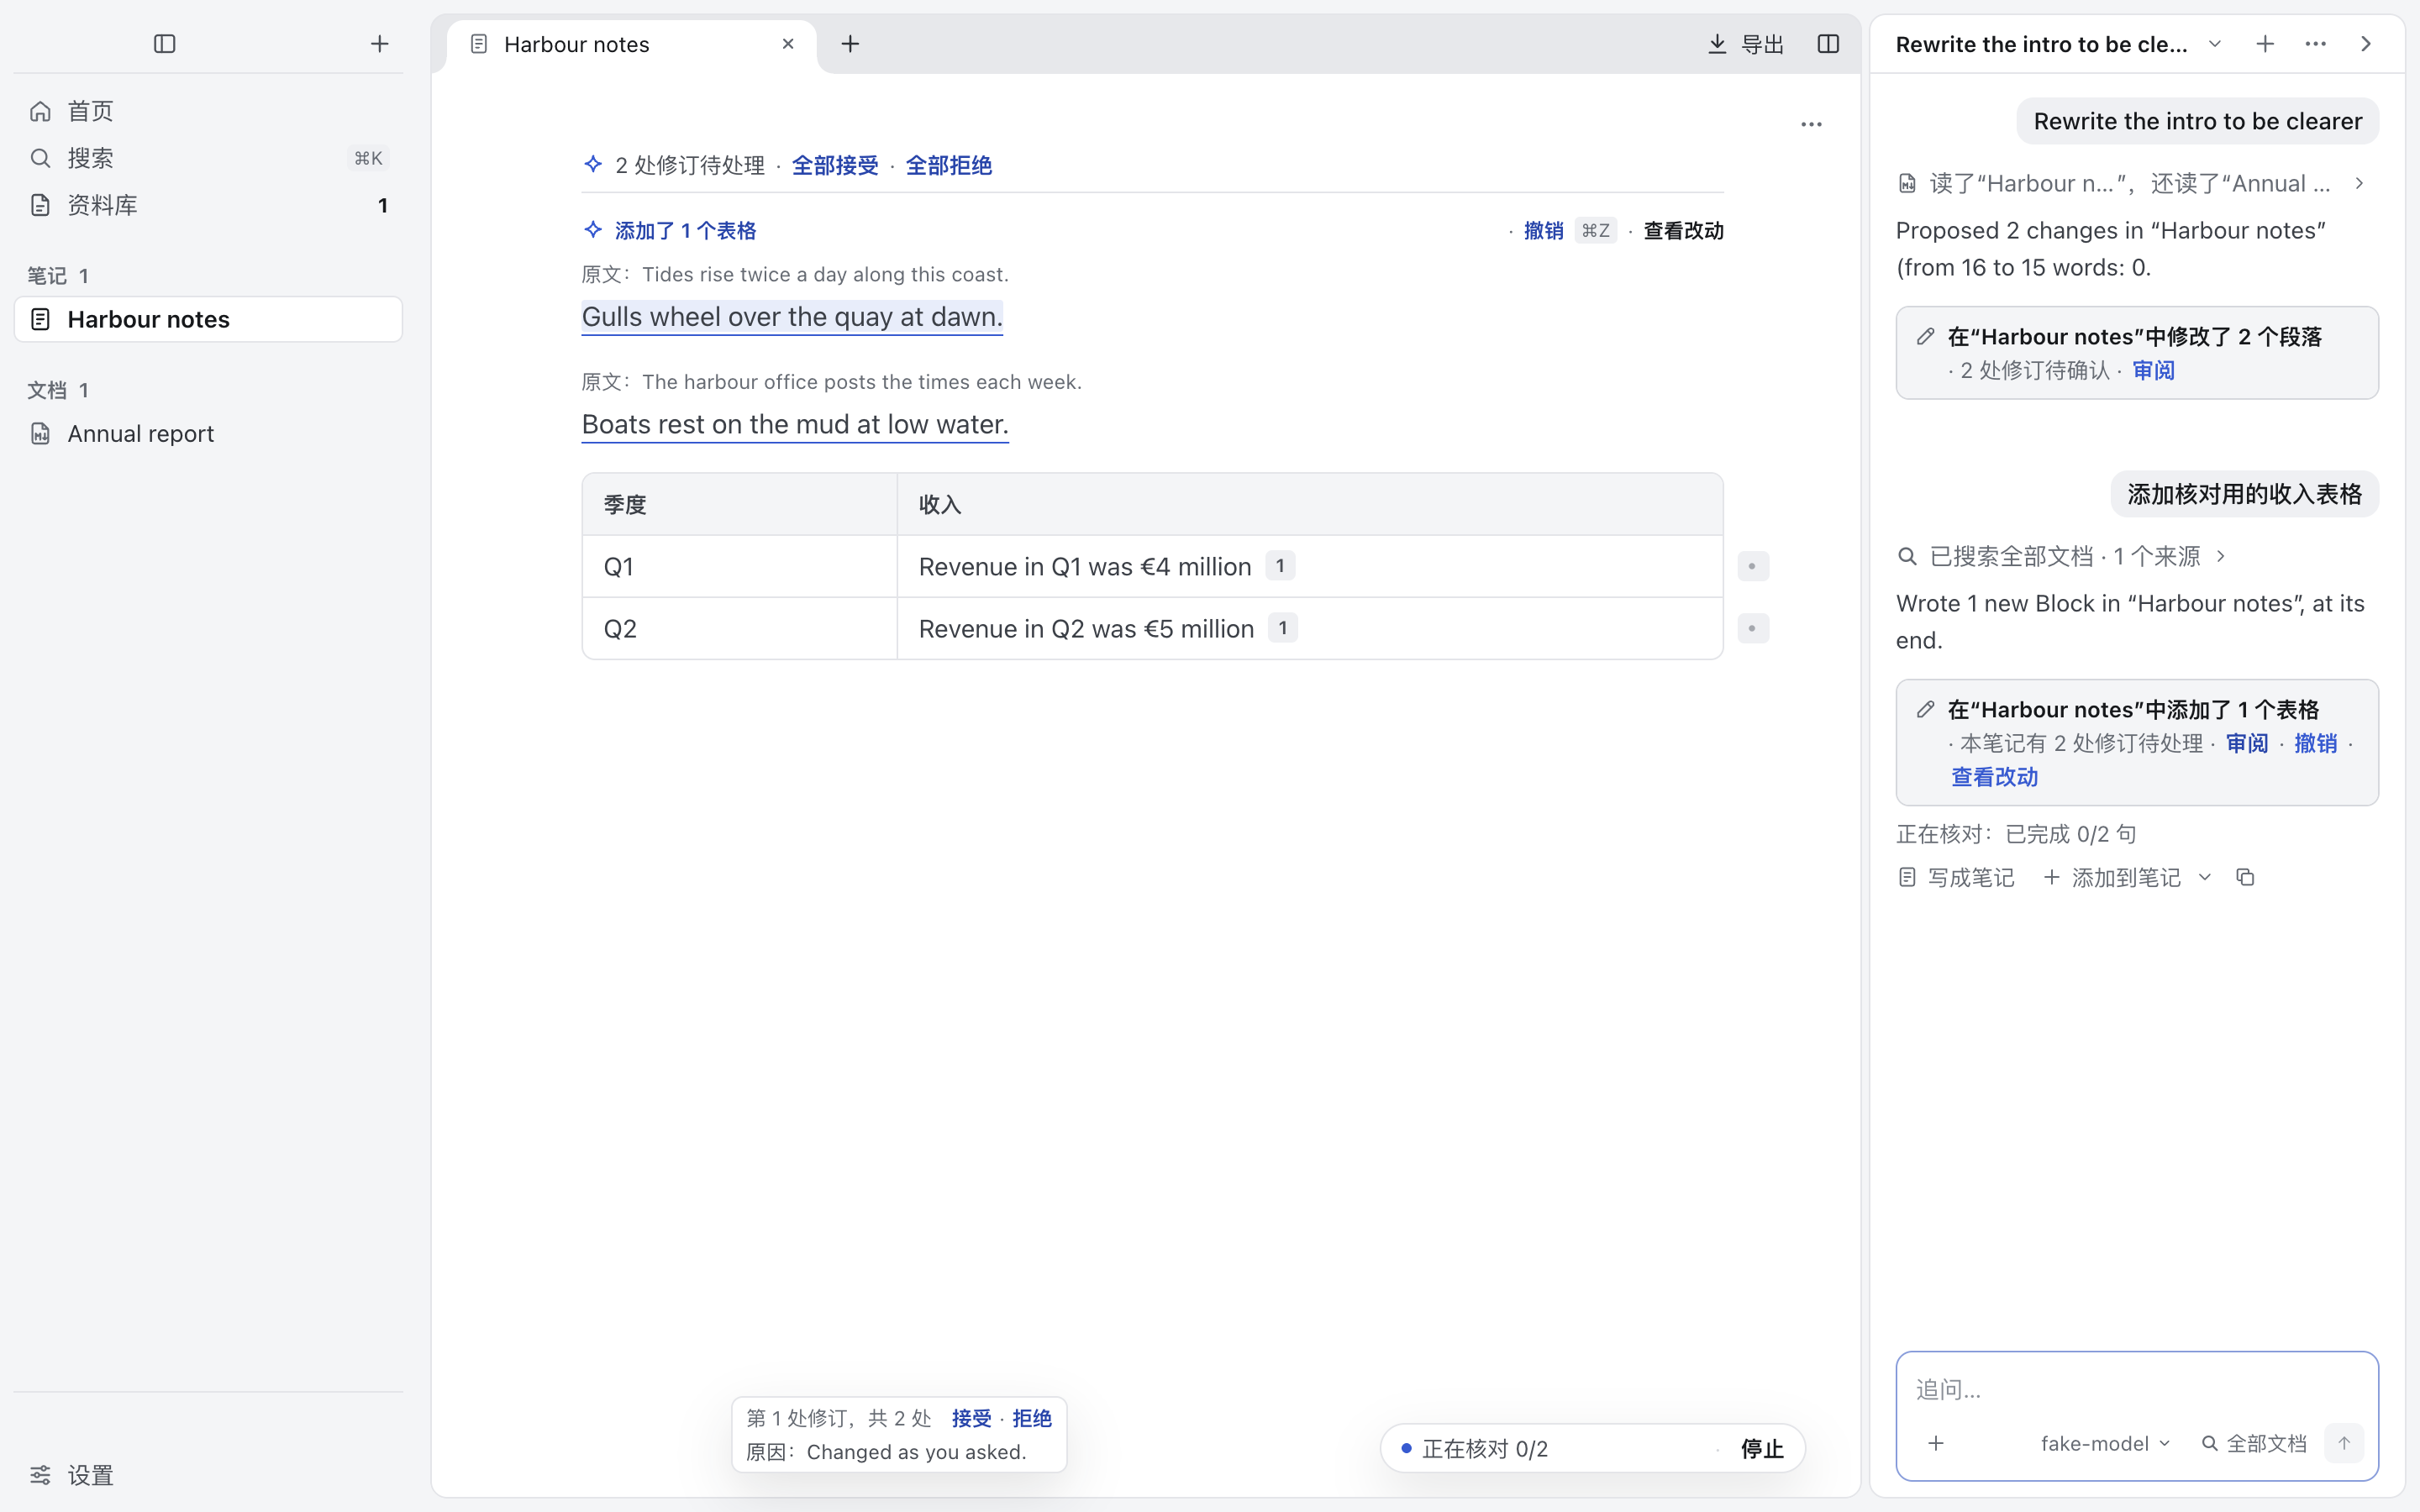 首页
搜索 ⌘K
资料库 1
笔记 1
Harbour notes
文档 1
Annual report
设置
Harbour notes
导出
2 处修订待处理 · 全部接受 · 全部拒绝
添加了 1 个表格 · 撤销 ⌘Z · 查看改动
原文：Tides rise twice a day along this coast.
Gulls wheel over the quay at dawn.
原文：The harbour office posts the times each week.
Boats rest on the mud at low water.
季度 收入
Q1 Revenue in Q1 was €4 million 1
Q2 Revenue in Q2 was €5 million 1
第 1 处修订，共 2 处 接受 · 拒绝
原因：Changed as you asked.
正在核对 0/2 · 停止
Rewrite the intro to be cle...
Rewrite the intro to be clearer
读了“Harbour n...”，还读了“Annual ...
Proposed 2 changes in “Harbour notes”
(from 16 to 15 words: 0.
在“Harbour notes”中修改了 2 个段落
· 2 处修订待确认 · 审阅
添加核对用的收入表格
已搜索全部文档 · 1 个来源
Wrote 1 new Block in “Harbour notes”, at its
end.
在“Harbour notes”中添加了 1 个表格
· 本笔记有 2 处修订待处理 · 审阅 · 撤销 ·
查看改动
正在核对：已完成 0/2 句
写成笔记 添加到笔记
追问...
fake-model 全部文档